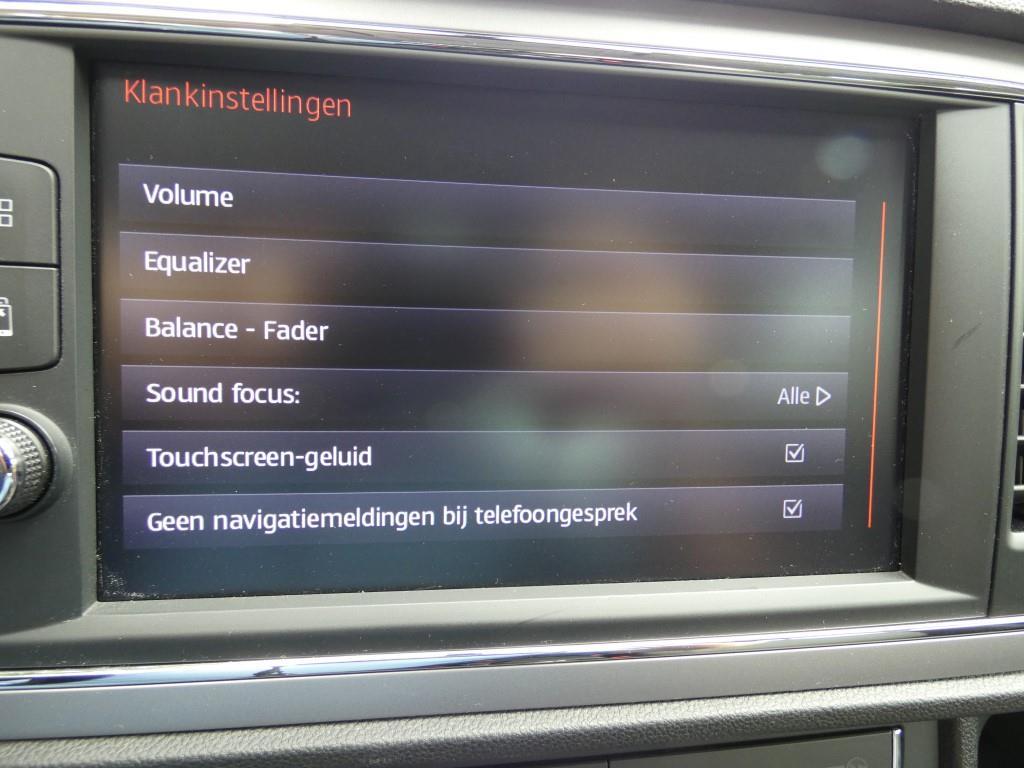 Klankinstellingen
Volume
Equalizer
Balance - Fader
Sound focus: Alle
Touchscreen-geluid
Geen navigatiemeldingen bij telefoongesprek